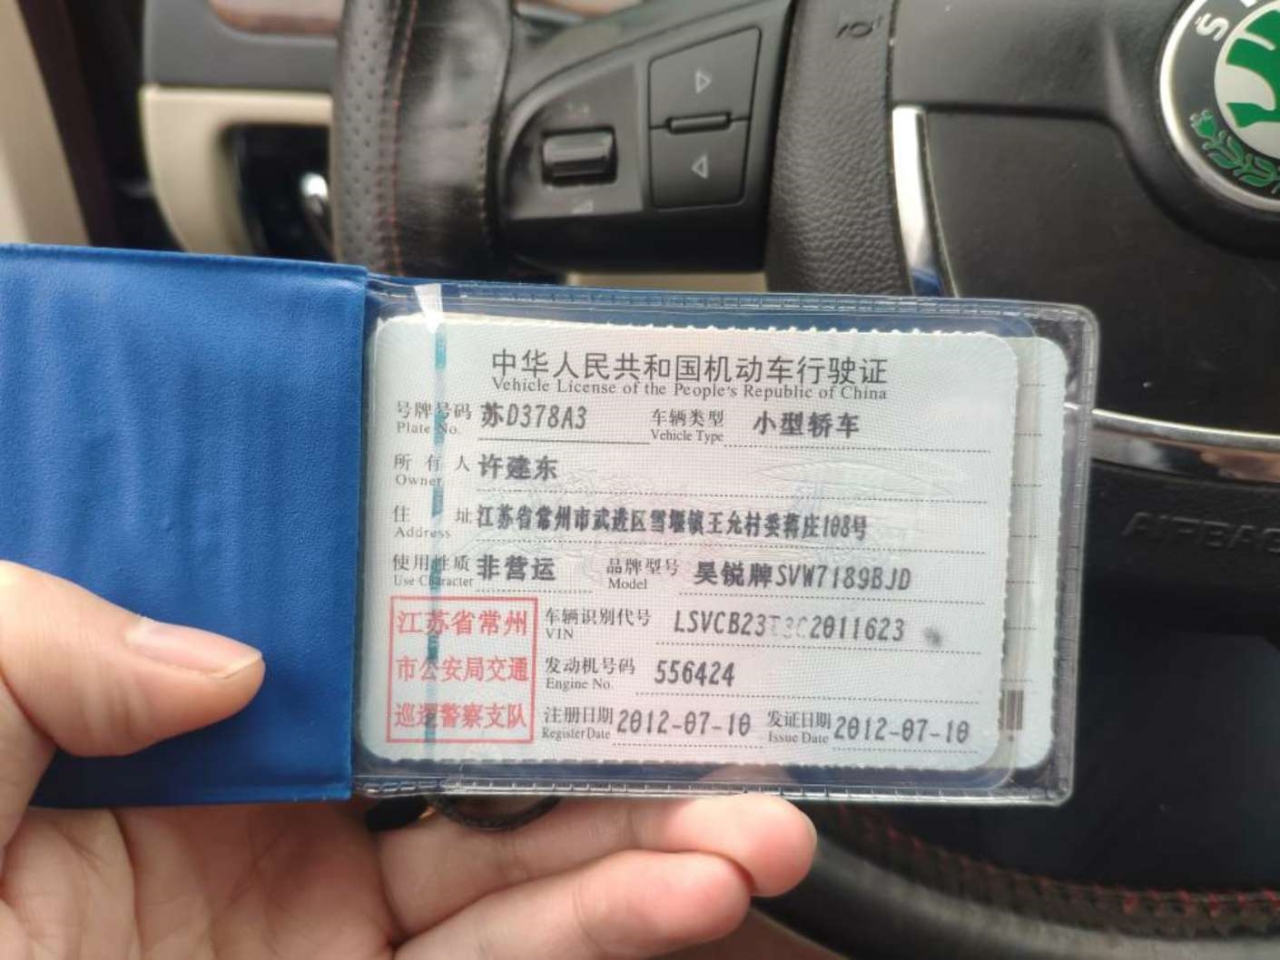 中华人民共和国机动车行驶证
Vehicle License of the People's Republic of China
号牌号码 苏D378A3 车辆类型 小型轿车
Plate No. Vehicle Type
所有人 许建东
Owner
住址 江苏省常州市武进区雪堰镇王允村委蒋庄108号
Address
使用性质 非营运 品牌型号 昊锐牌SVW7189BJD
Use Character Model
江苏省常州
市公安局交通
巡逻警察支队
车辆识别代号 LSVCB23T3C2011623
VIN
发动机号码 556424
Engine No.
注册日期 2012-07-10 发证日期 2012-07-10
Register Date Issue Date
AIRBAG